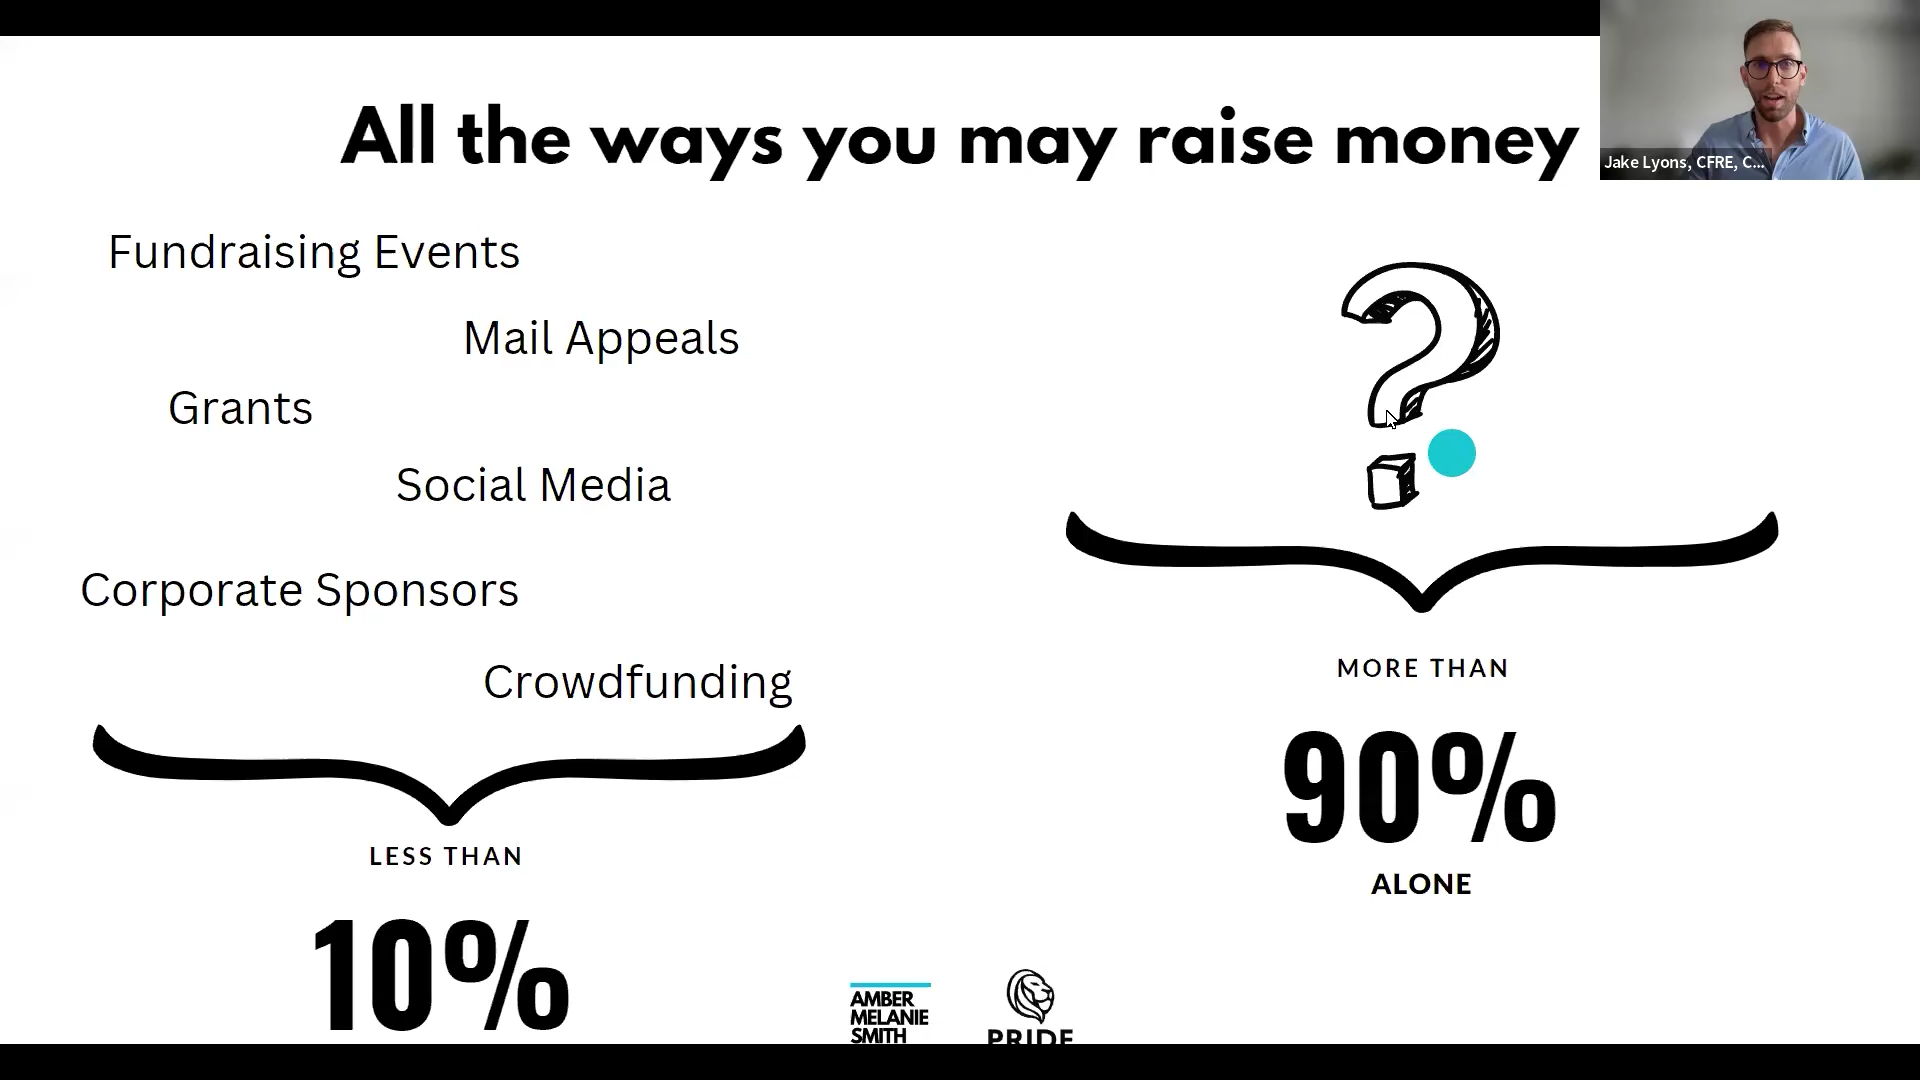 All the ways you may raise money
Jake Lyons, CFRE, C...
Fundraising Events
Mail Appeals
Grants
Social Media
Corporate Sponsors
Crowdfunding
LESS THAN
10%
?
MORE THAN
90%
ALONE
AMBER
MELANIE
SMITH
PRIDE